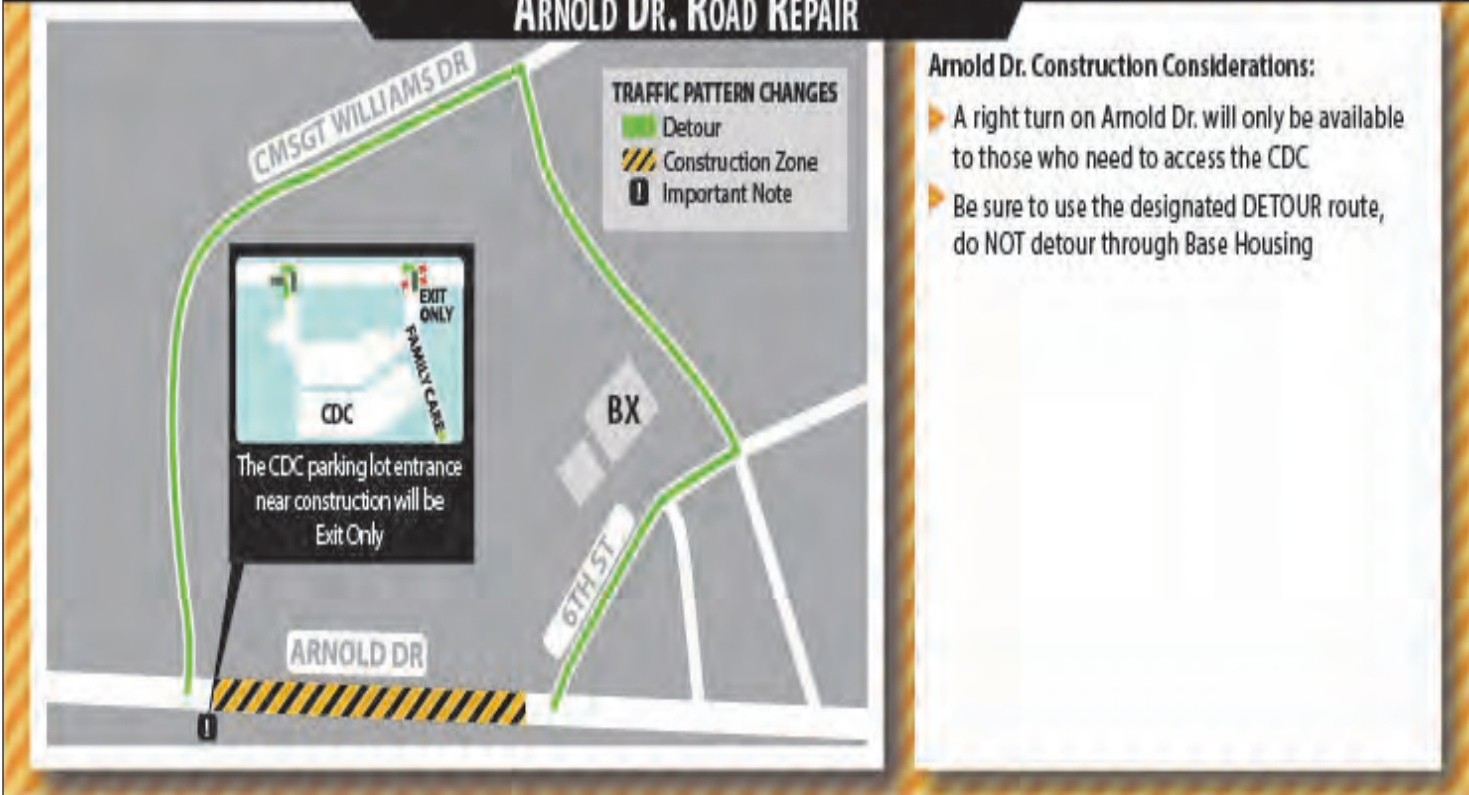 ARNOLD DR. ROAD REPAIR
CMSGT WILLIAMS DR
TRAFFIC PATTERN CHANGES
Detour
Construction Zone
! Important Note
EXIT
ONLY
FAMILY CARE
CDC
The CDC parking lot entrance
near construction will be
Exit Only
BX
6TH ST
ARNOLD DR
!
Arnold Dr. Construction Considerations:
A right turn on Arnold Dr. will only be available
to those who need to access the CDC
Be sure to use the designated DETOUR route,
do NOT detour through Base Housing